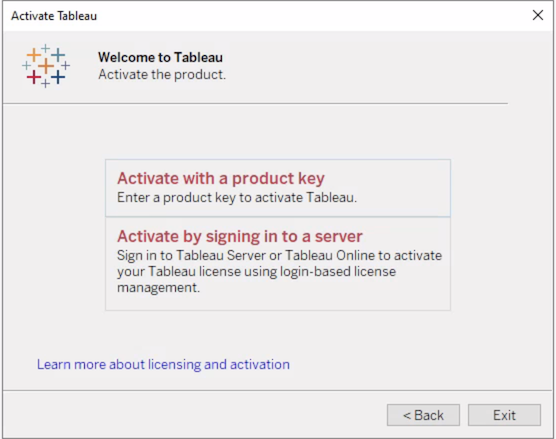 Activate Tableau
Welcome to Tableau
Activate the product.
Activate with a product key
Enter a product key to activate Tableau.
Activate by signing in to a server
Sign in to Tableau Server or Tableau Online to activate
your Tableau license using login-based license
management.
Learn more about licensing and activation
< Back
Exit